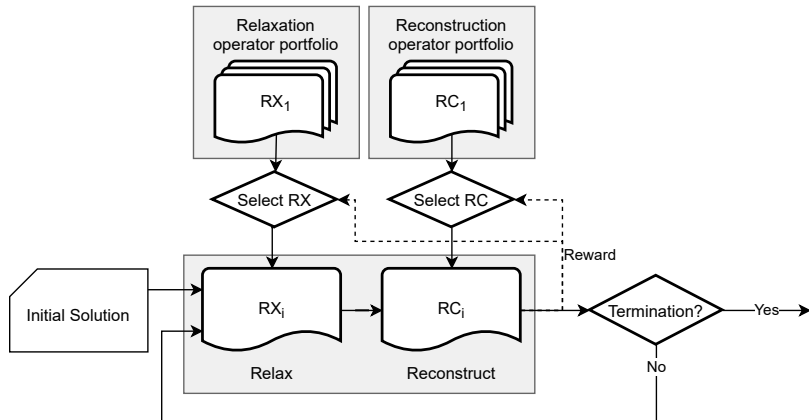 Relaxation
operator portfolio
Reconstruction
operator portfolio
RX1
RC1
Select RX
Select RC
Reward
Initial Solution
RXi
RCi
Termination?
Yes
Relax
Reconstruct
No